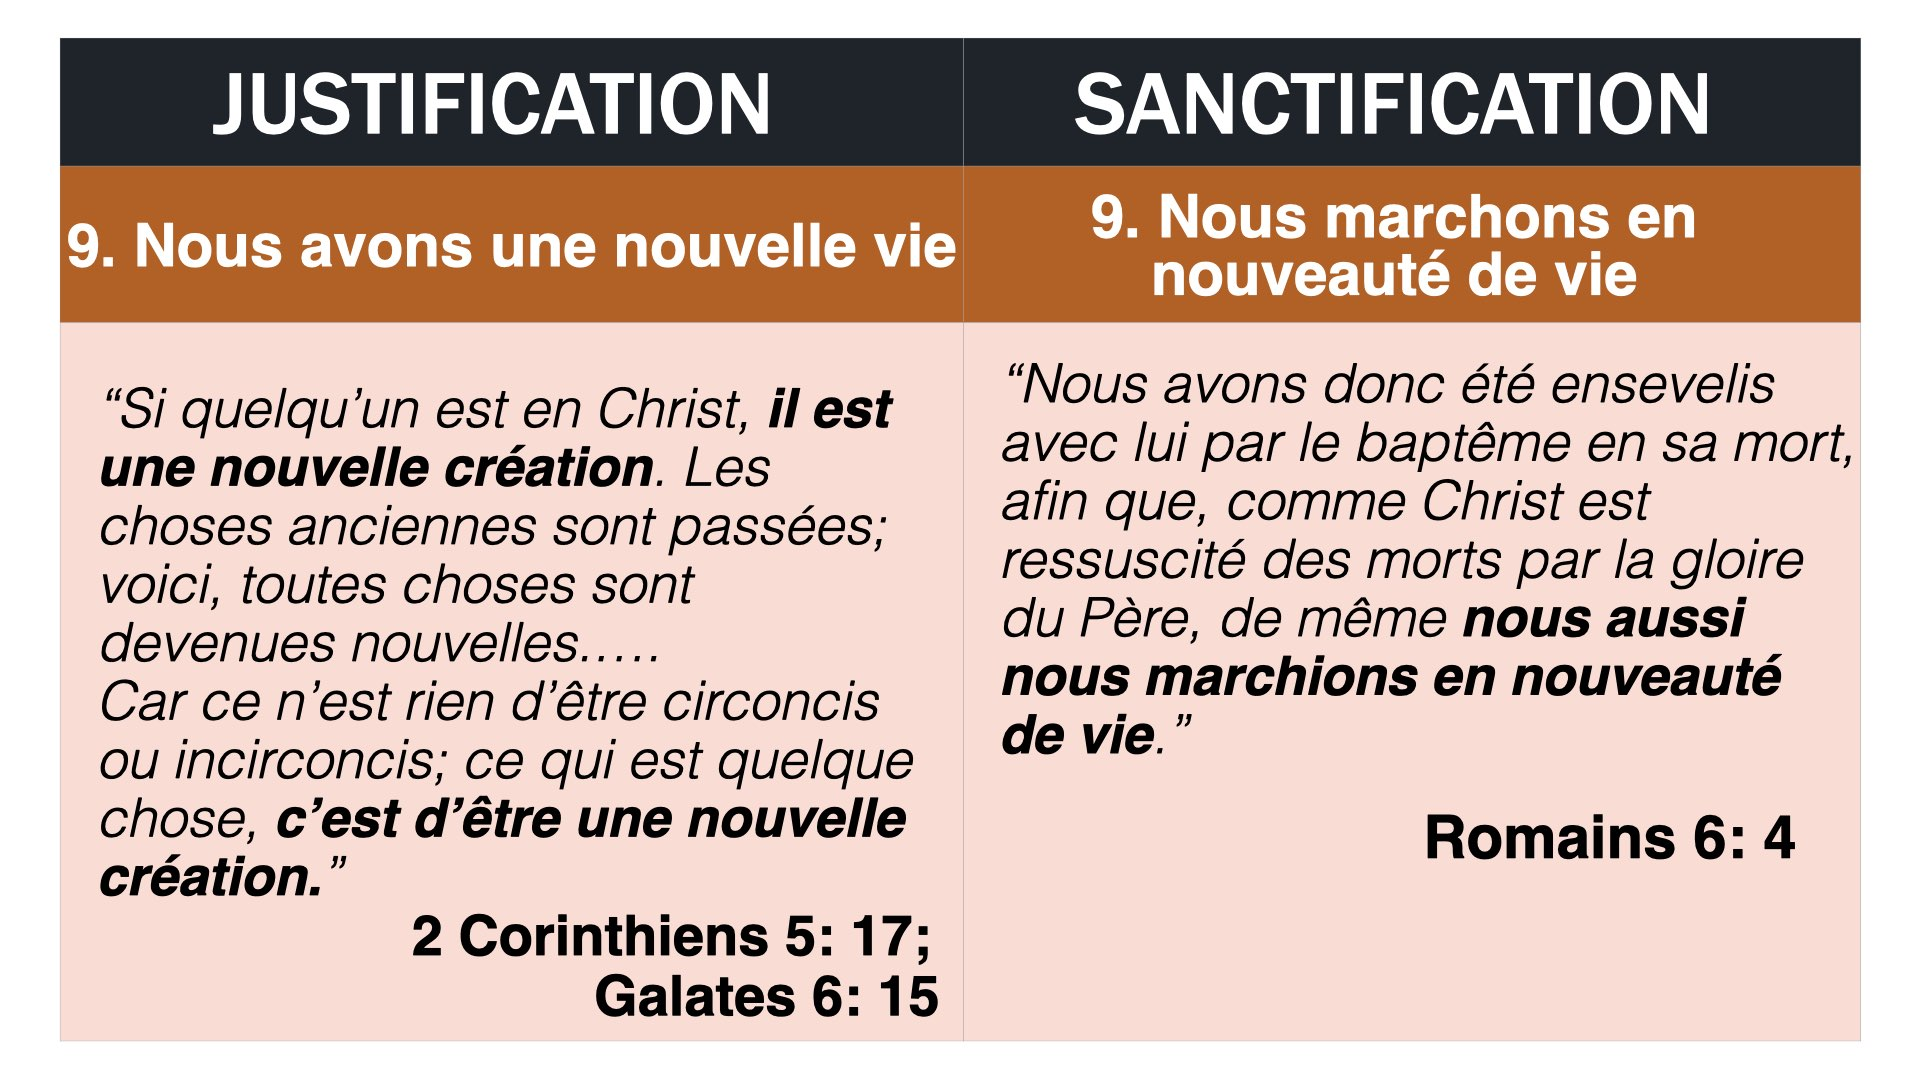 JUSTIFICATION
SANCTIFICATION
9. Nous avons une nouvelle vie
9. Nous marchons en
nouveauté de vie
“Si quelqu’un est en Christ, il est
une nouvelle création. Les
choses anciennes sont passées;
voici, toutes choses sont
devenues nouvelles.….
Car ce n’est rien d’être circoncis
ou incirconcis; ce qui est quelque
chose, c’est d’être une nouvelle
création.”
2 Corinthiens 5: 17;
Galates 6: 15
“Nous avons donc été ensevelis
avec lui par le baptême en sa mort,
afin que, comme Christ est
ressuscité des morts par la gloire
du Père, de même nous aussi
nous marchions en nouveauté
de vie.”
Romains 6: 4